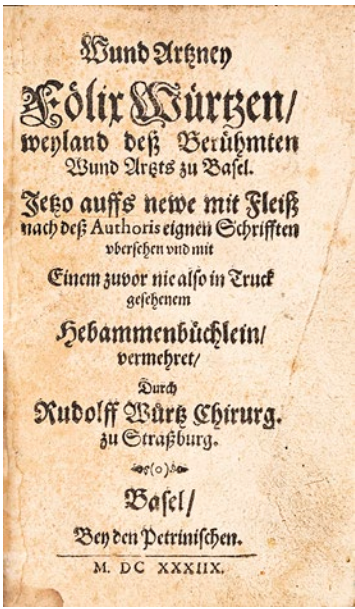 Wund Artzney
Fölix Würtzen/
weyland deß Berühmten
Wund Artzts zu Basel.
Jetzo auffs newe mit Fleiß
nach deß Authoris eignen Schrifften
vbersehen vnd mit
Einem zuvor nie also in Truck
gesehenem
Hebammenbüchlein/
vermehret/
Durch
Rudolff Würtz Chirurg.
zu Straßburg.
(o)
Basel/
Bey den Petrinischen.
M. DC XXXIIX.